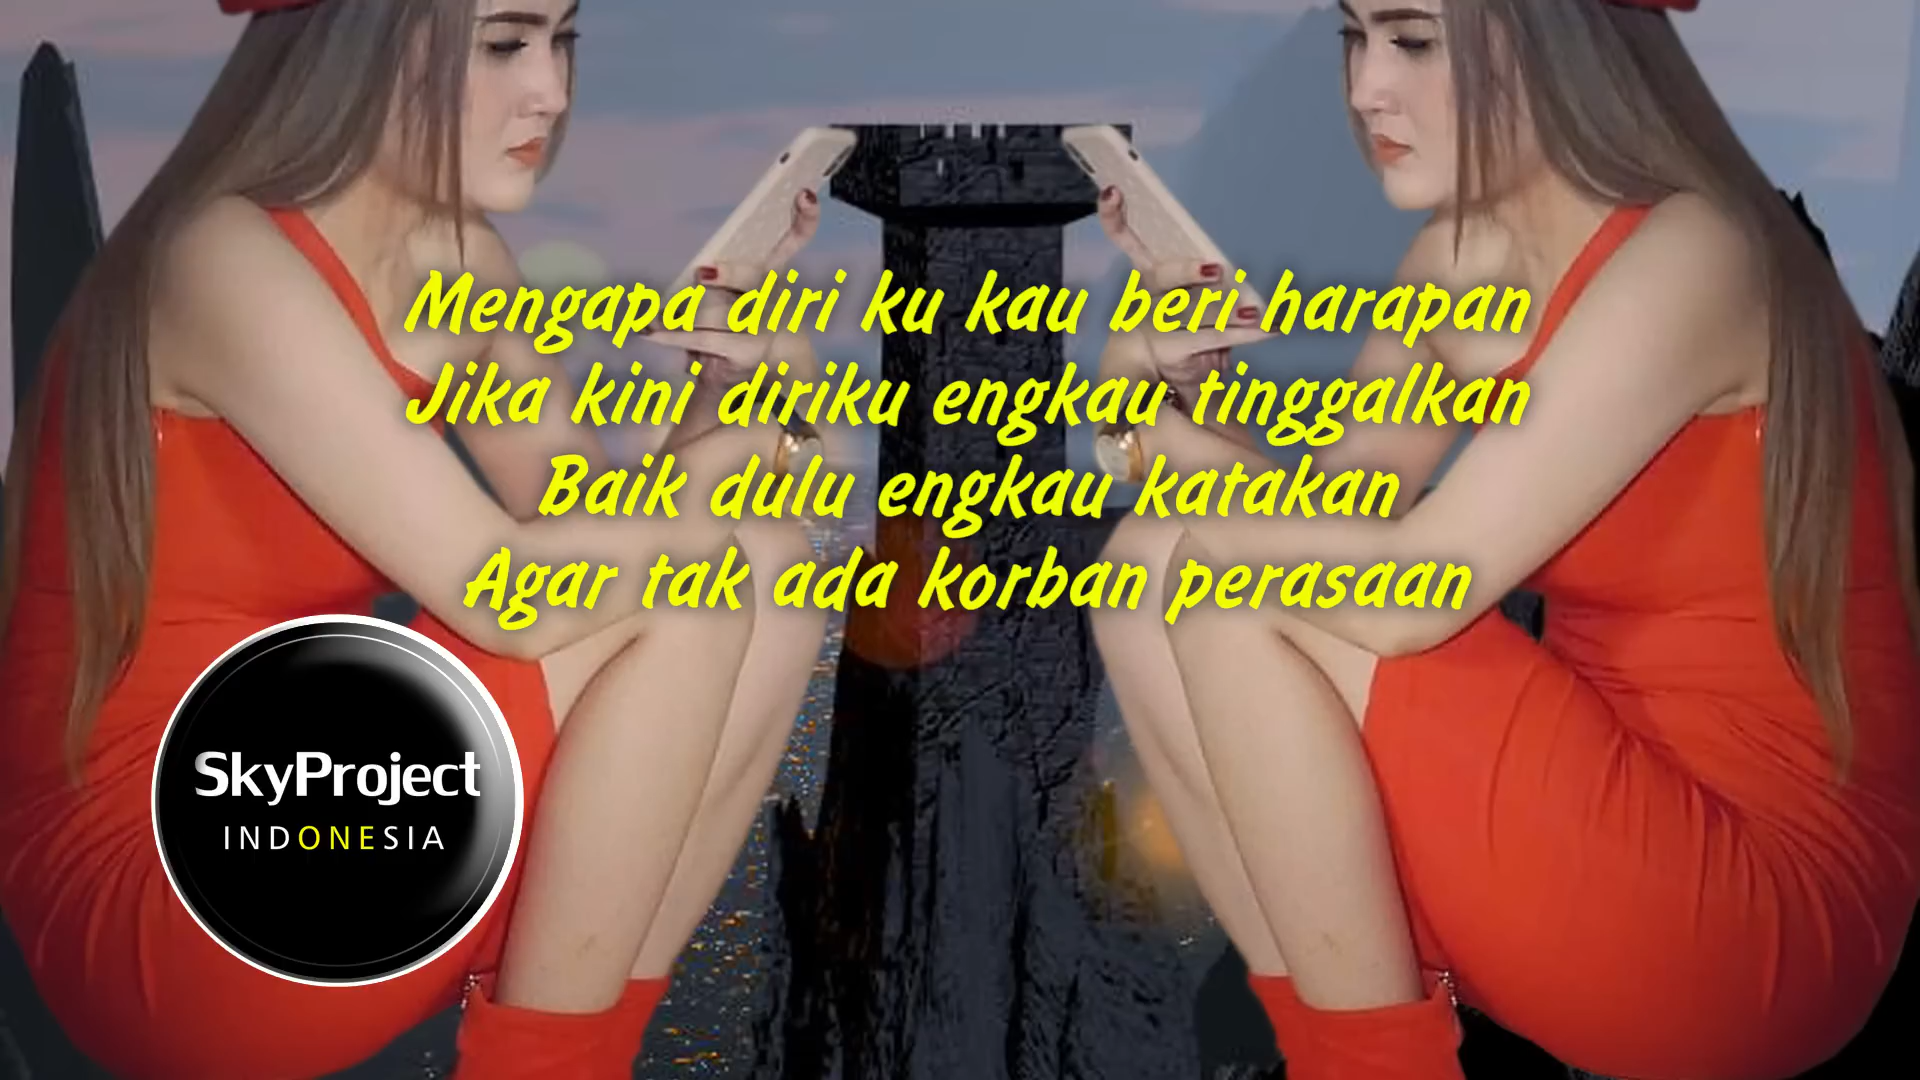 Mengapa diri ku kau beri harapan
Jika kini diriku engkau tinggalkan
Baik dulu engkau katakan
Agar tak ada korban perasaan
SkyProject
INDONESIA